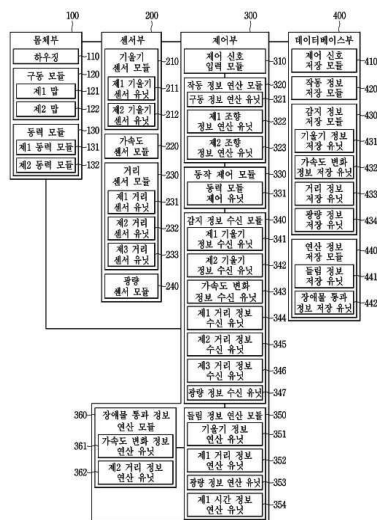 100
몸체부
하우징
110
구동 모듈
120
제1 발
121
제2 발
122
동력 모듈
130
제1 동력 모듈
131
제2 동력 모듈
132
200
센서부
기울기
센서 모듈
210
제1 기울기
센서 유닛
211
제2 기울기
센서 유닛
212
가속도
센서 모듈
220
거리
센서 모듈
230
제1 거리
센서 유닛
231
제2 거리
센서 유닛
232
제3 거리
센서 유닛
233
광량
센서 모듈
240
300
제어부
제어 신호
입력 모듈
310
작동 정보 연산 모듈
320
구동 정보 연산 유닛
321
제1 조향
정보 연산 유닛
322
제2 조향
정보 연산 유닛
323
동작 제어 모듈
330
동력 모듈
제어 유닛
331
감지 정보 수신 모듈
340
제1 기울기
정보 수신 유닛
341
제2 기울기
정보 수신 유닛
342
가속도 변화
정보 수신 유닛
343
제1 거리 정보
수신 유닛
344
제2 거리 정보
수신 유닛
345
제3 거리 정보
수신 유닛
346
광량 정보 수신 유닛
347
들림 정보 연산 모듈
350
기울기 정보
연산 유닛
351
제1 거리 정보
연산 유닛
352
광량 정보 연산 유닛
353
제1 시간 정보
연산 유닛
354
360
장애물 통과 정보
연산 모듈
361
가속도 변화 정보
연산 유닛
362
제2 거리 정보
연산 유닛
400
데이터베이스부
제어 신호
저장 모듈
410
작동 정보
저장 모듈
420
감지 정보
저장 모듈
430
기울기 정보
저장 유닛
431
가속도 변화
정보 저장 유닛
432
거리 정보
저장 유닛
433
광량 정보
저장 유닛
434
연산 정보
저장 모듈
440
들림 정보
저장 유닛
441
장애물 통과
정보 저장 유닛
442